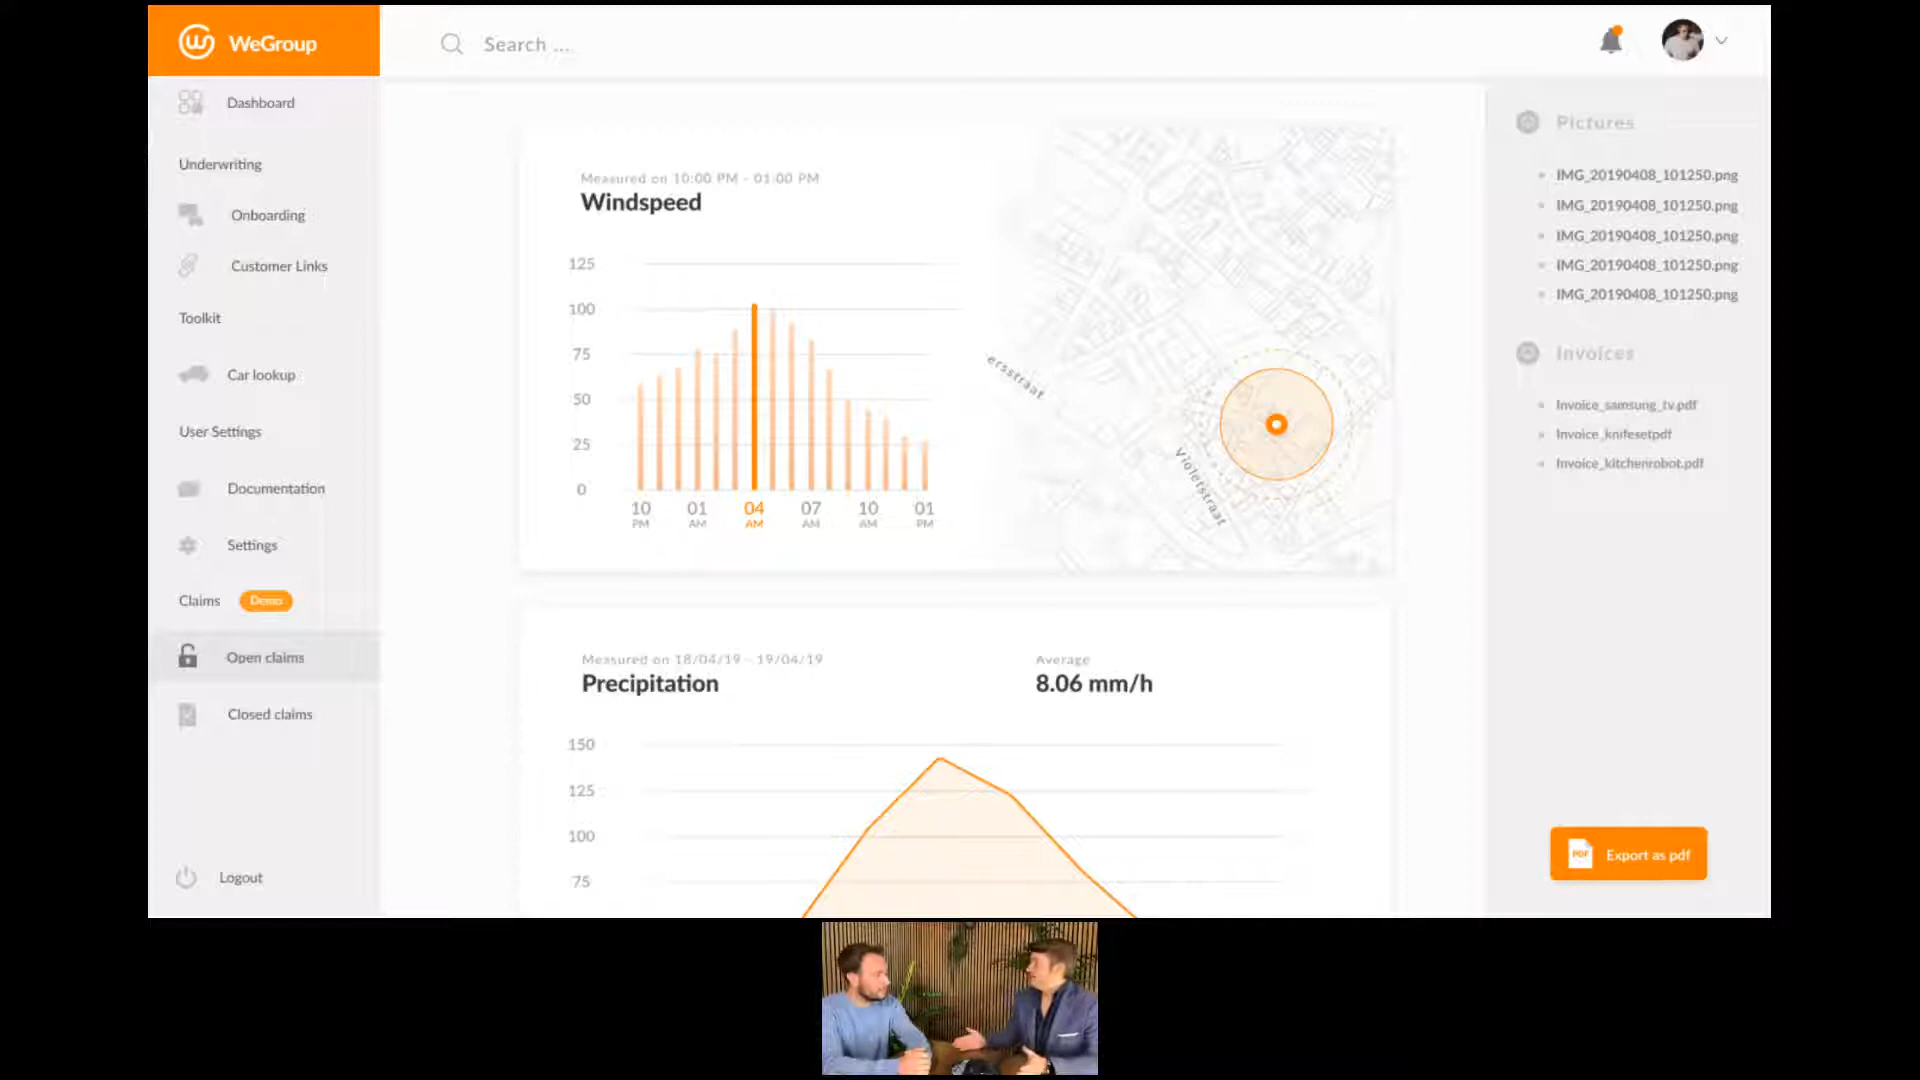 WeGroup
Search ...
Dashboard
Underwriting
Onboarding
Customer Links
Toolkit
Car lookup
User Settings
Documentation
Settings
Claims Demo
Open claims
Closed claims
Logout
Measured on 10:00 PM - 01:00 PM
Windspeed
125
100
75
50
25
0
10 01 04 07 10 01
PM AM AM AM AM PM
ersstraat
Violetstraat
Measured on 18/04/19 - 19/04/19
Precipitation
Average
8.06 mm/h
150
125
100
75
Pictures
IMG_20190408_101250.png
IMG_20190408_101250.png
IMG_20190408_101250.png
IMG_20190408_101250.png
IMG_20190408_101250.png
Invoices
Invoice_samsung_tv.pdf
Invoice_knifesetpdf
Invoice_kitchenrobot.pdf
PDF Export as pdf